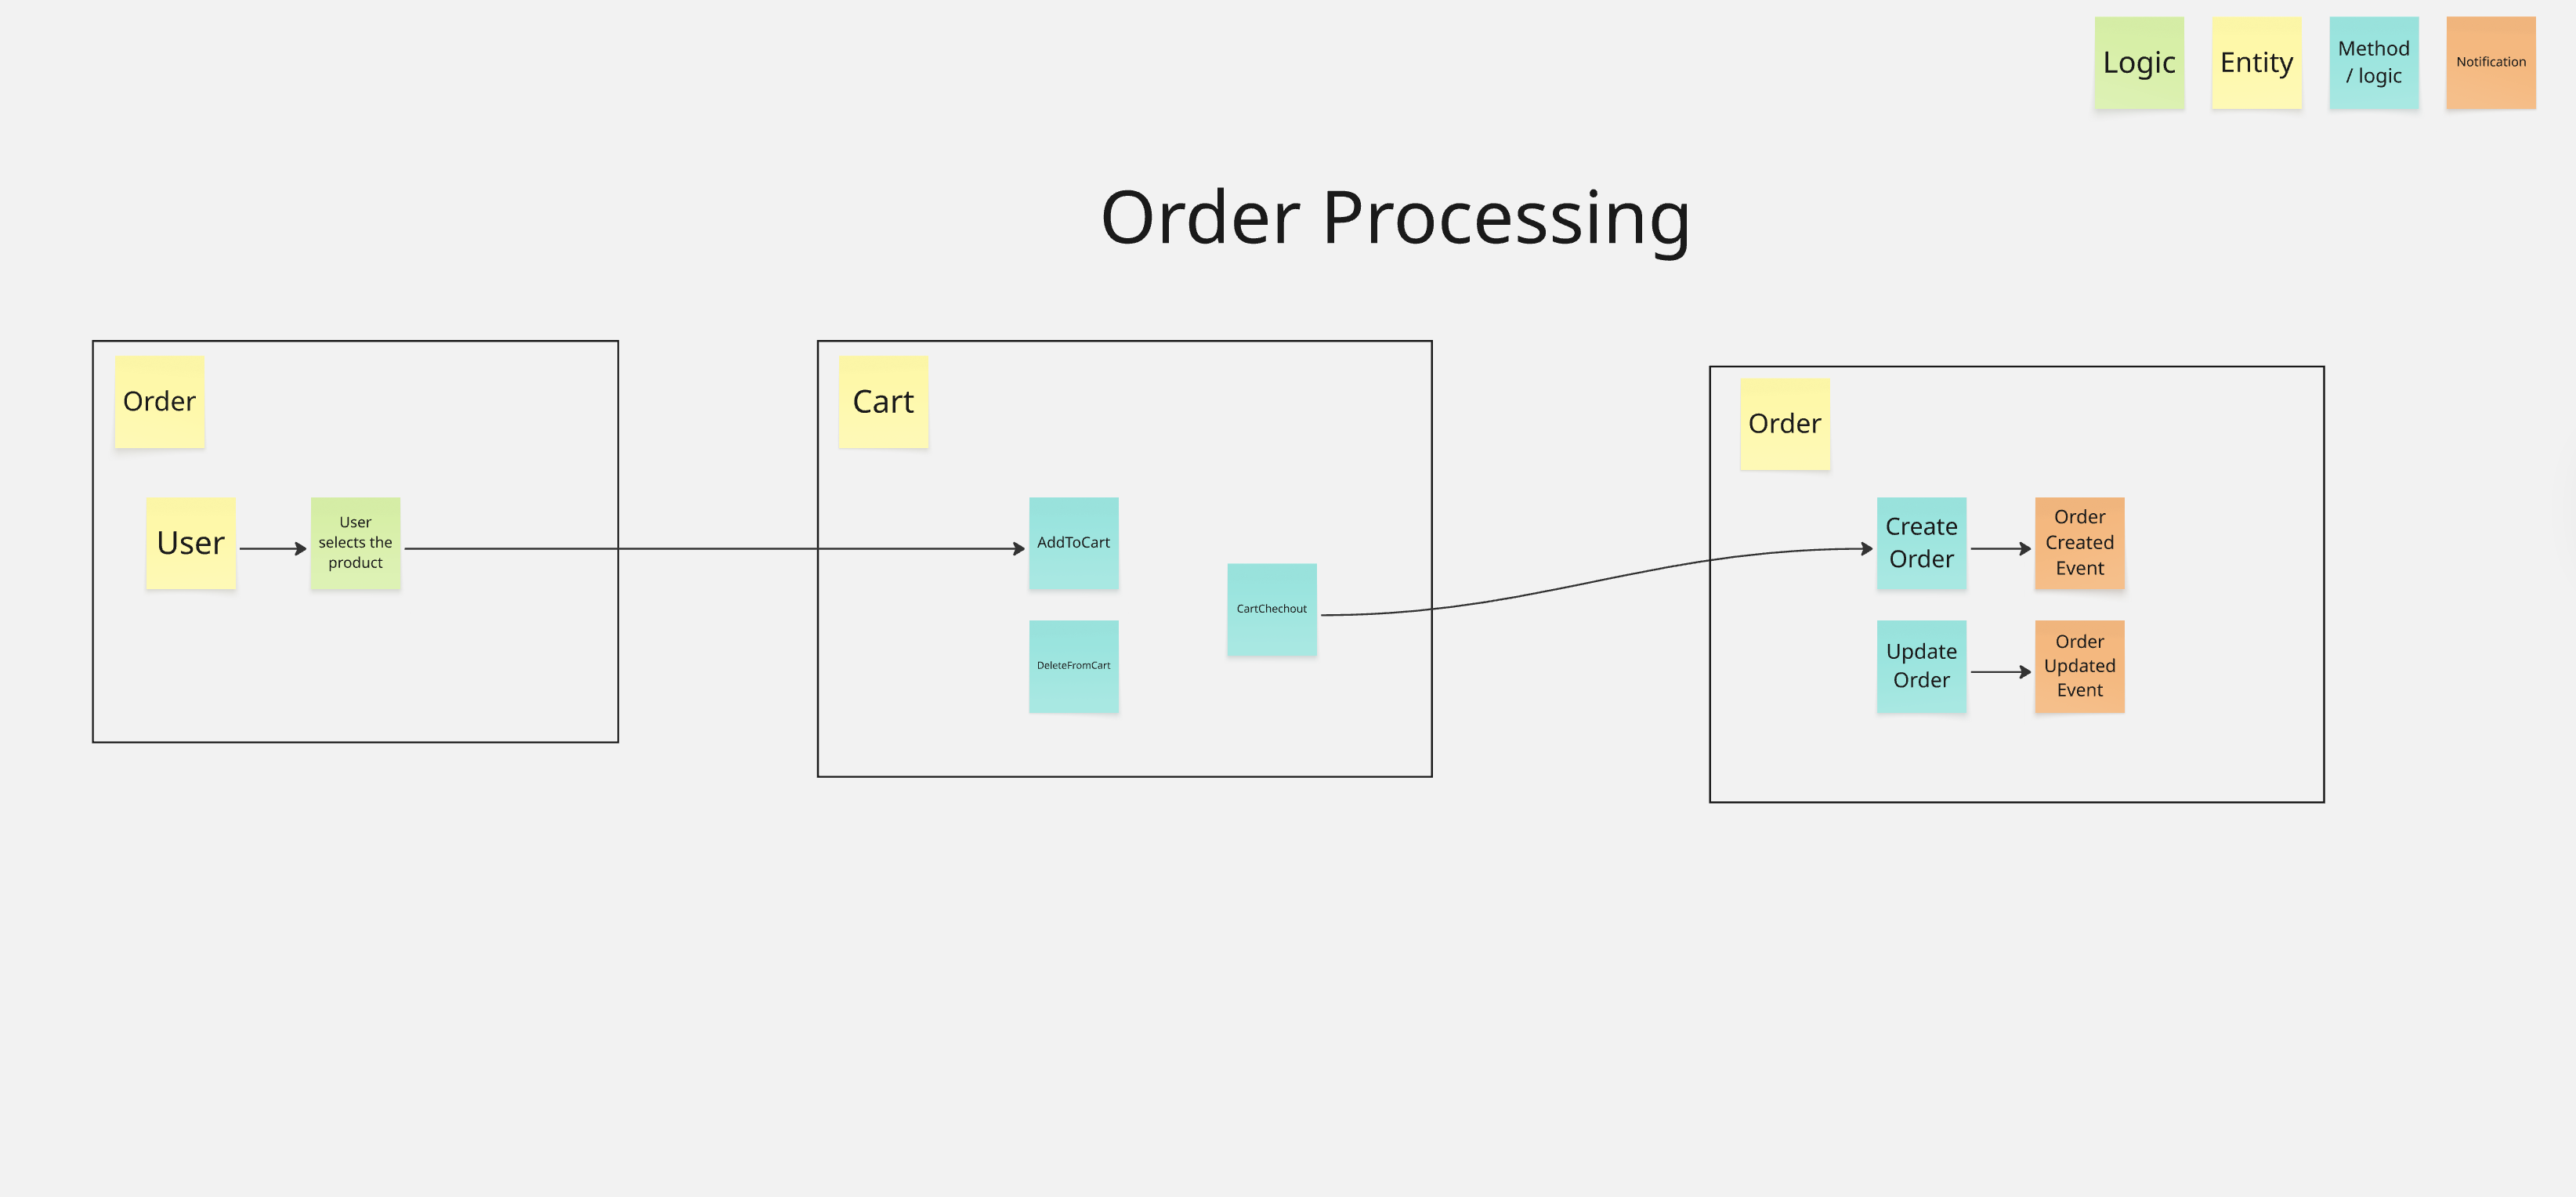 Logic
Entity
Method
/ logic
Notification
Order Processing
Order
User
User
selects the
product
Cart
AddToCart
DeleteFromCart
CartChechout
Order
Create
Order
Order
Created
Event
Update
Order
Order
Updated
Event